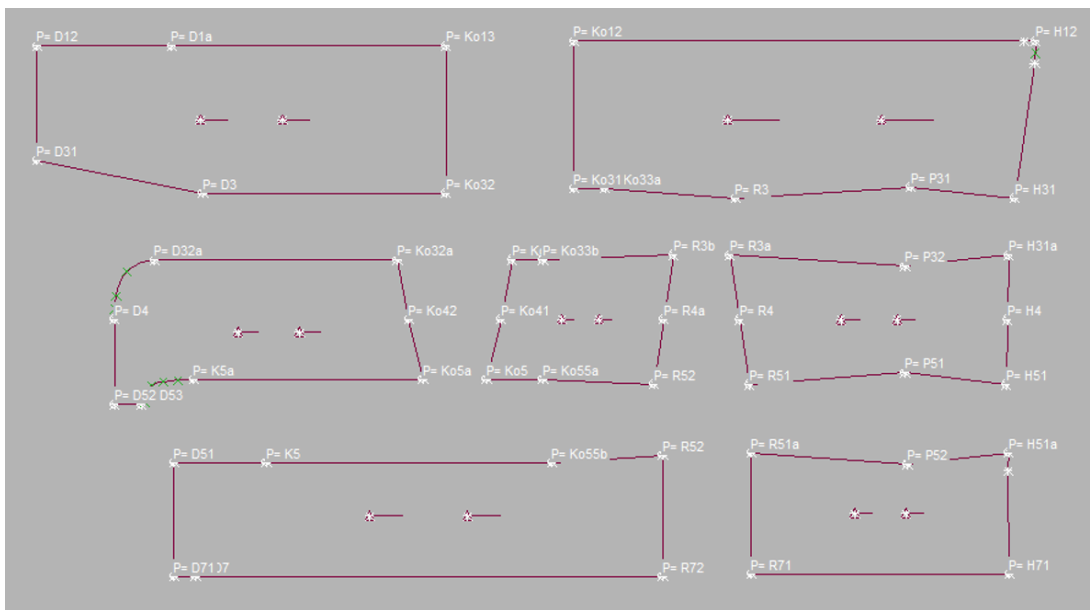 P= D12
P= D1a
P= Ko13
P= Ko12
P= H12
P= D31
P= D3
P= Ko32
P= Ko31
Ko33a
P= R3
P= P31
P= H31
P= D32a
P= Ko32a
P= Ko33b
P= R3b
P= R3a
P= P32
P= H31a
P= D4
P= Ko42
P= Ko41
P= R4a
P= R4
P= H4
P= K5a
P= Ko5a
P= Ko5
P= Ko55a
P= R52
P= R51
P= P51
P= H51
P= D52
D53
P= D51
P= K5
P= Ko55b
P= R52
P= R51a
P= P52
P= H51a
P= D71
P= R72
P= R71
P= H71